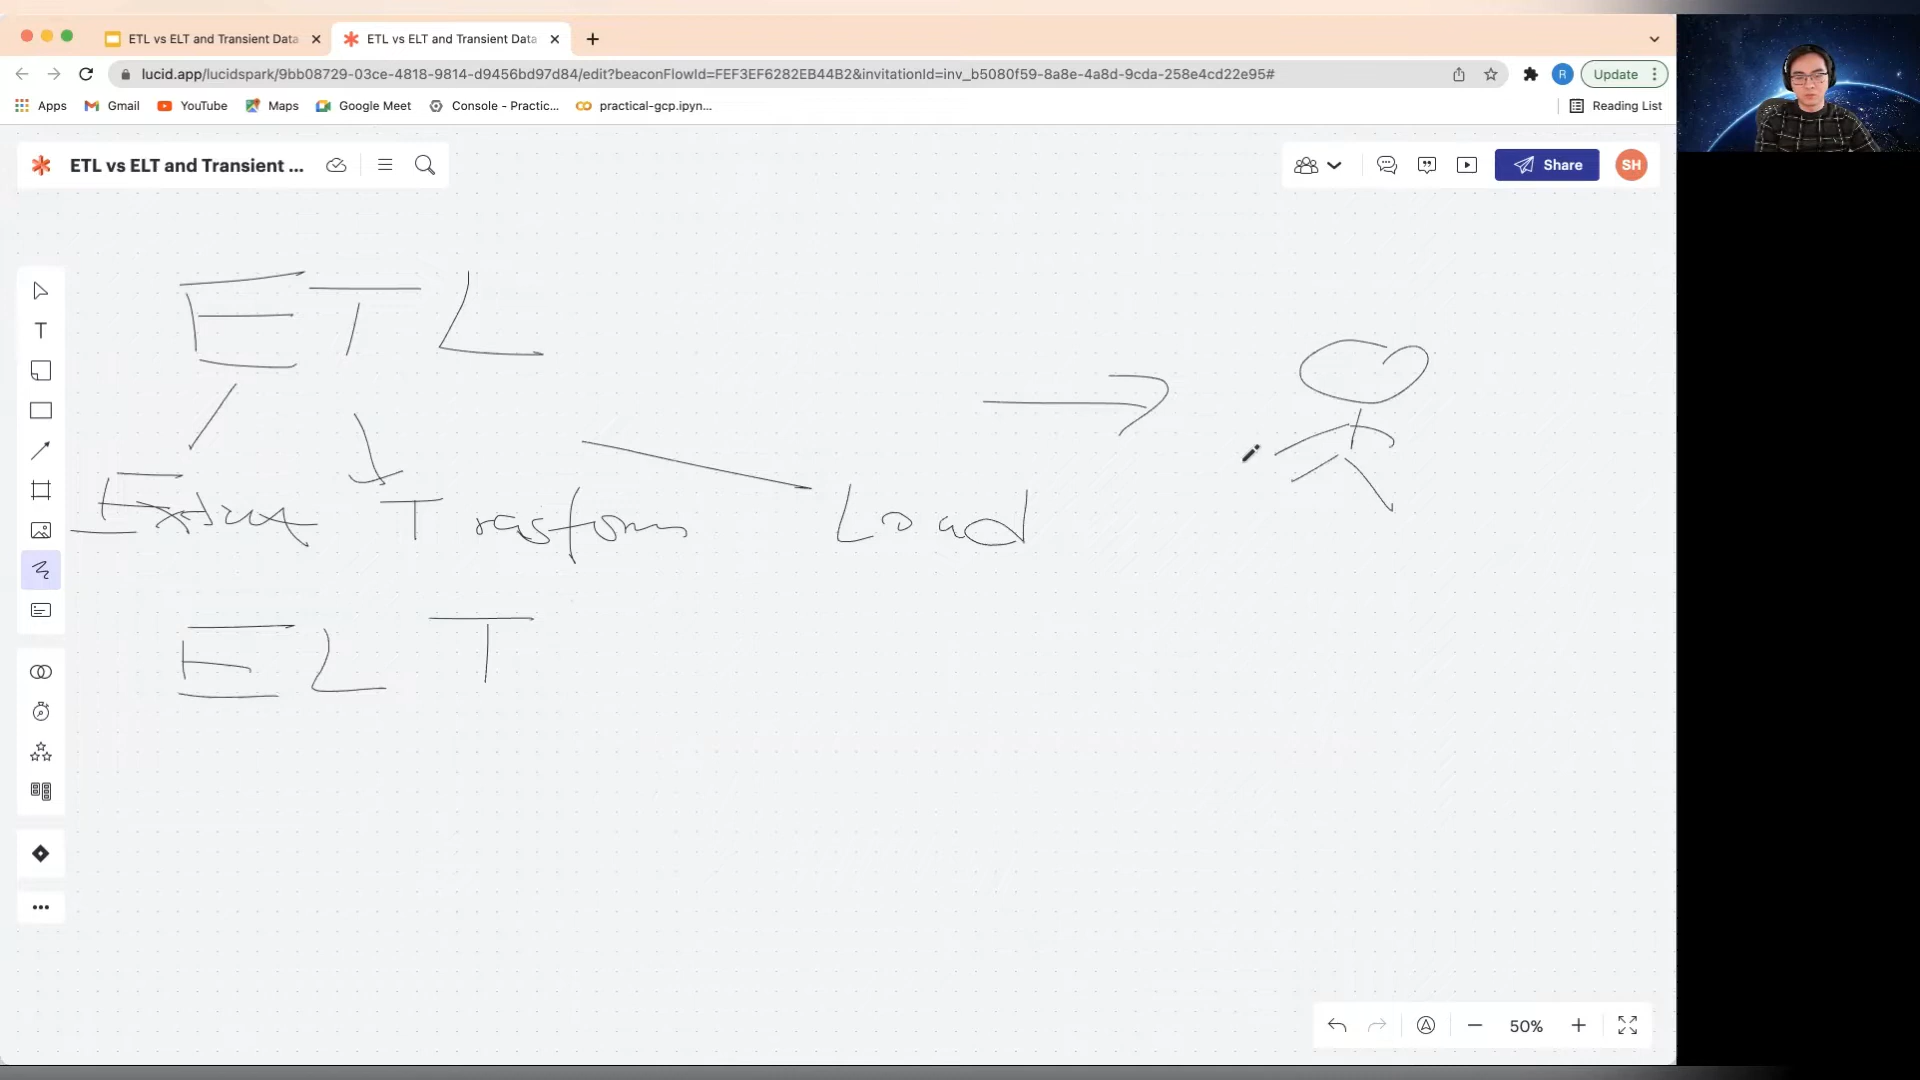 ETL vs ELT and Transient Data
ETL vs ELT and Transient Data
lucid.app/lucidspark/9bb08729-03ce-4818-9814-d9456bd97d84/edit?beaconFlowId=FEF3EF6282EB44B2&invitationId=inv_b5080f59-8a8e-4a8d-9cda-258e4cd22e95#
R
Update
Apps
Gmail
YouTube
Maps
Google Meet
Console - Practic...
practical-gcp.ipyn...
Reading List
ETL vs ELT and Transient ...
Share
SH
T
ETL
Extract Trasform Load
ELT
50%